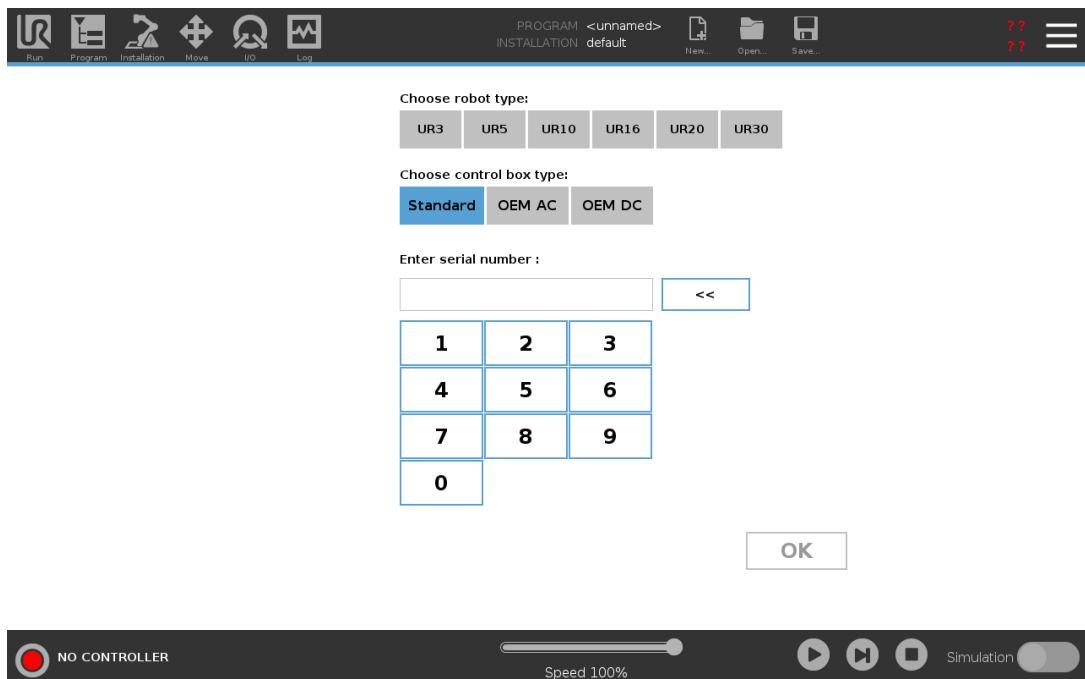 PROGRAM <unnamed>
INSTALLATION default
Run Program Installation Move I/O Log New... Open... Save...
? ?
? ?
Choose robot type:
UR3 UR5 UR10 UR16 UR20 UR30
Choose control box type:
Standard OEM AC OEM DC
Enter serial number :
<<
1 2 3
4 5 6
7 8 9
0
OK
NO CONTROLLER
Speed 100%
Simulation